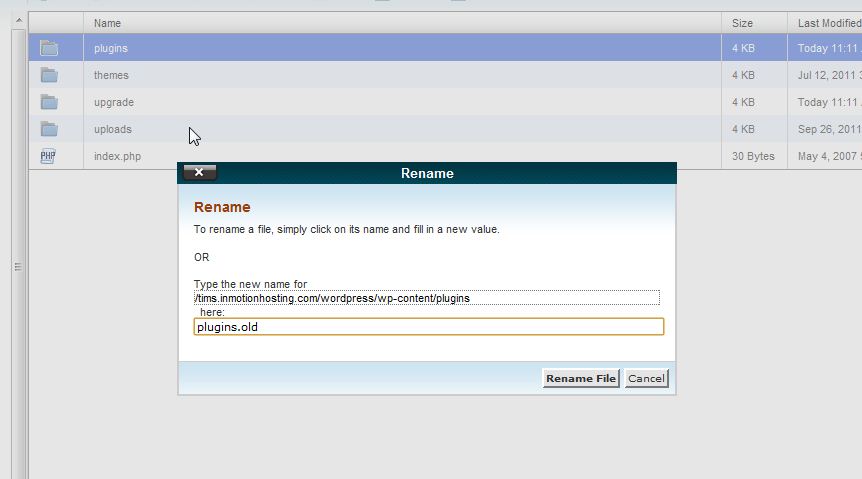 Name Size Last Modified
plugins 4 KB Today 11:11
themes 4 KB Jul 12, 2011 3
upgrade 4 KB Today 11:11
uploads 4 KB Sep 26, 2011
PHP index.php 30 Bytes May 4, 2007 5
Rename
Rename
To rename a file, simply click on its name and fill in a new value.
OR
Type the new name for
/tims.inmotionhosting.com/wordpress/wp-content/plugins
here:
plugins.old
Rename File Cancel